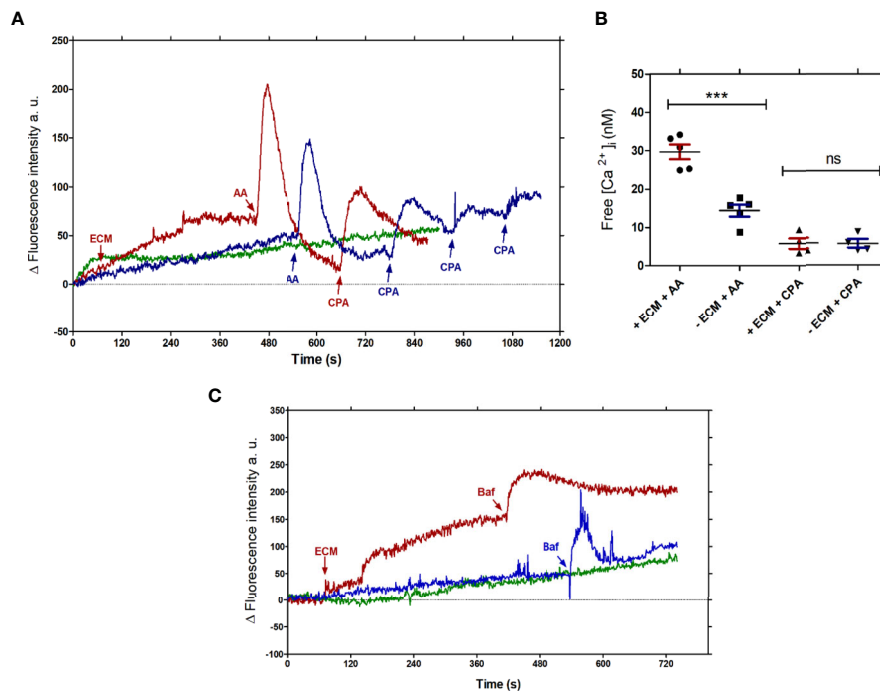 A
Δ Fluorescence intensity a. u.
250
200
150
100
50
0
-50
ECM
AA
AA
CPA
CPA
CPA
CPA
0 120 240 360 480 600 720 840 960 1080 1200
Time (s)
B
Free [Ca 2+ ]i (nM)
50
40
30
20
10
0
***
ns
+ ECM + AA
- ECM + AA
+ ECM + CPA
- ECM + CPA
C
Δ Fluorescence intensity a. u.
350
300
250
200
150
100
50
0
-50
-100
ECM
Baf
Baf
0 120 240 360 480 600 720
Time (s)